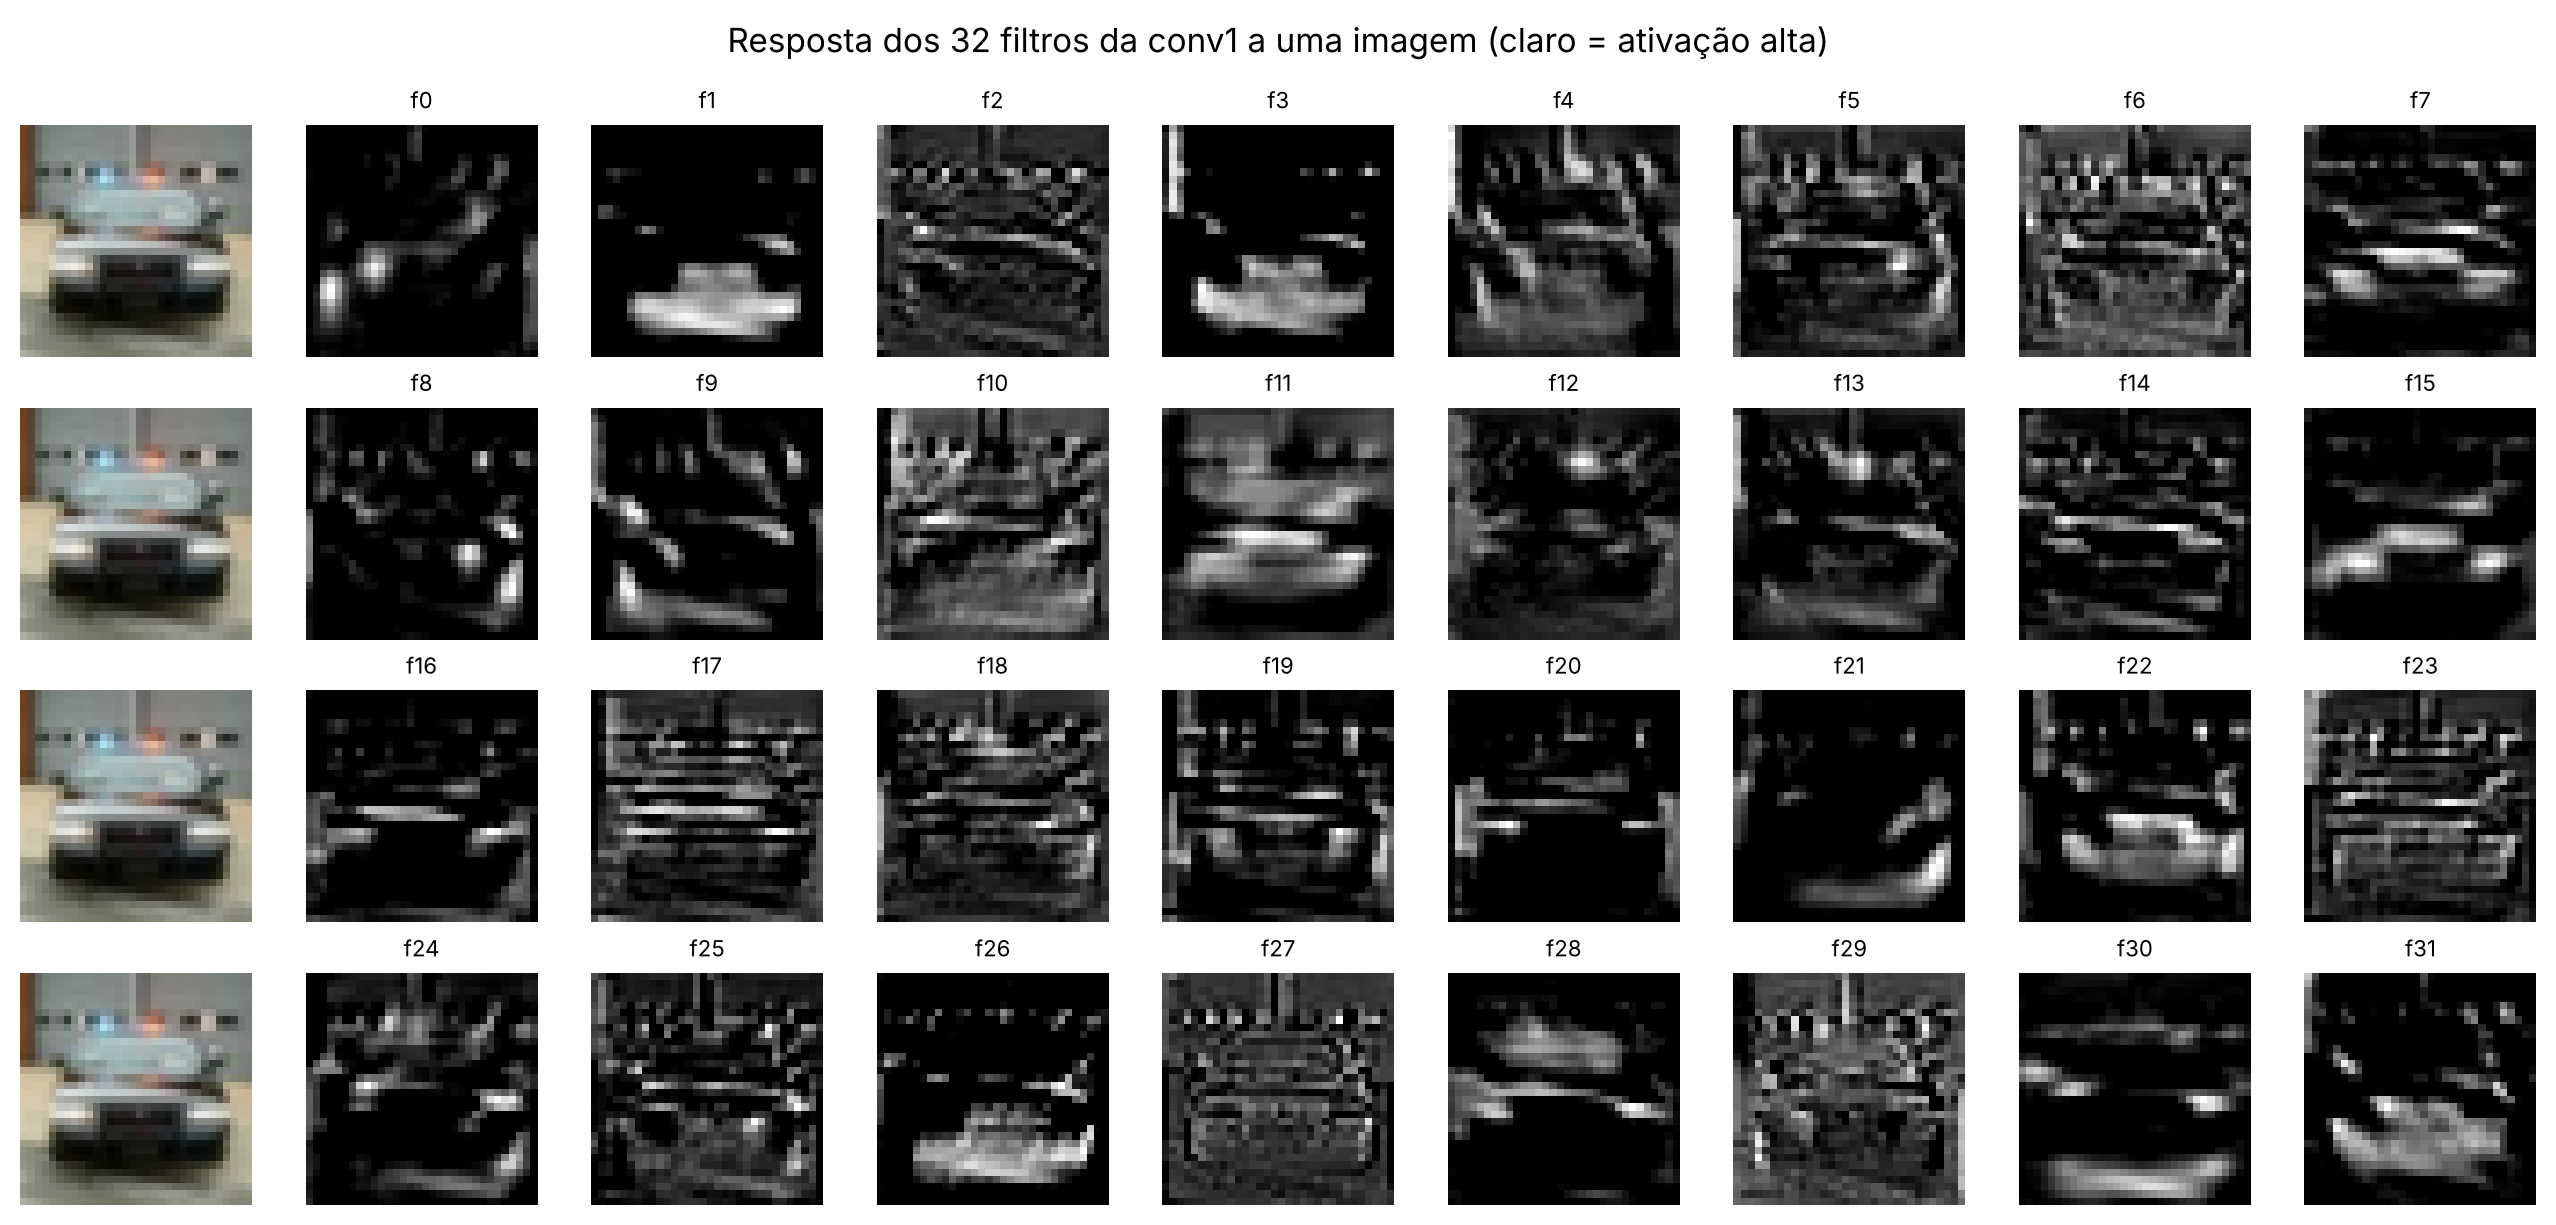 Resposta dos 32 filtros da conv1 a uma imagem (claro = ativação alta)
f0 f1 f2 f3 f4 f5 f6 f7
f8 f9 f10 f11 f12 f13 f14 f15
f16 f17 f18 f19 f20 f21 f22 f23
f24 f25 f26 f27 f28 f29 f30 f31